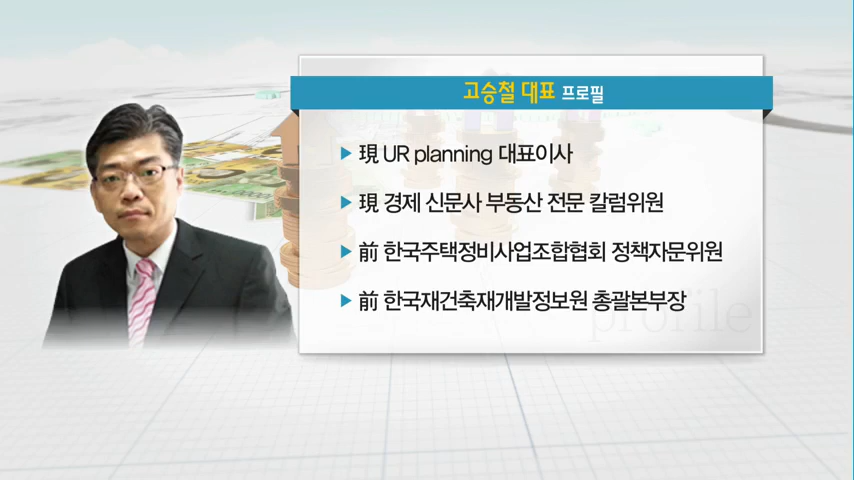 고승철 대표 프로필
▶ 現 UR planning 대표이사
▶ 現 경제 신문사 부동산 전문 칼럼위원
▶ 前 한국주택정비사업조합협회 정책자문위원
▶ 前 한국재건축재개발정보원 총괄본부장
profile